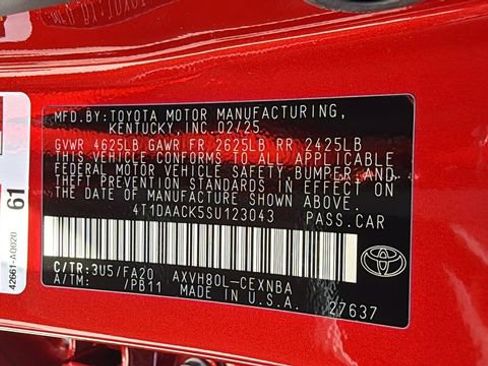 MFD. BY: TOYOTA MOTOR MANUFACTURING,
KENTUCKY, INC. 02/25
GVWR 4625LB GAWR FR 2625LB RR 2425LB
THIS VEHICLE CONFORMS TO ALL APPLICABLE
FEDERAL MOTOR VEHICLE SAFETY, BUMPER, AND
THEFT PREVENTION STANDARDS IN EFFECT ON
THE DATE OF MANUFACTURE SHOWN ABOVE.
4T1DAACK5SU123043 PASS.CAR
C/TR: 3U5/FA20 AXVH80L-CEXNBA
A/TM: /PB11 MADE IN U.S.A.
27637
TOYOTA
61
42661-A0020